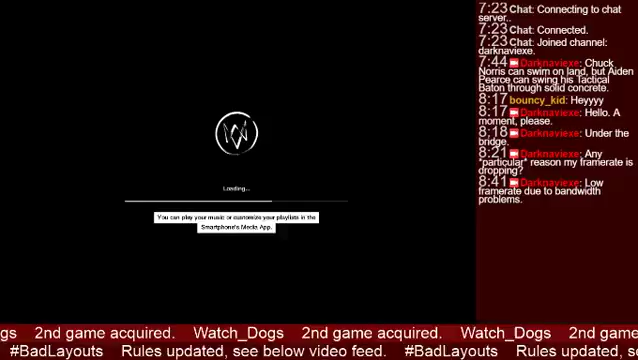 7:23 Chat: Connecting to chat
server..
7:23 Chat: Connected.
7:23 Chat: Joined channel:
darknaviexe.
7:44 Darknaviexe: Chuck
Norris can swim on land, but Aiden
Pearce can swing his Tactical
Baton through solid concrete.
8:17 bouncy_kid: Heyyyy
8:17 Darknaviexe: Hello. A
moment, please.
8:18 Darknaviexe: Under the
bridge.
8:21 Darknaviexe: Any
*particular* reason my framerate is
dropping?
8:41 Darknaviexe: Low
framerate due to bandwidth
problems.
Loading...
You can play your music or customize your playlists in the
Smartphone's Media App.
gs 2nd game acquired. Watch_Dogs 2nd game acquired. Watch_Dogs 2nd game
#BadLayouts Rules updated, see below video feed. #BadLayouts Rules updated, se